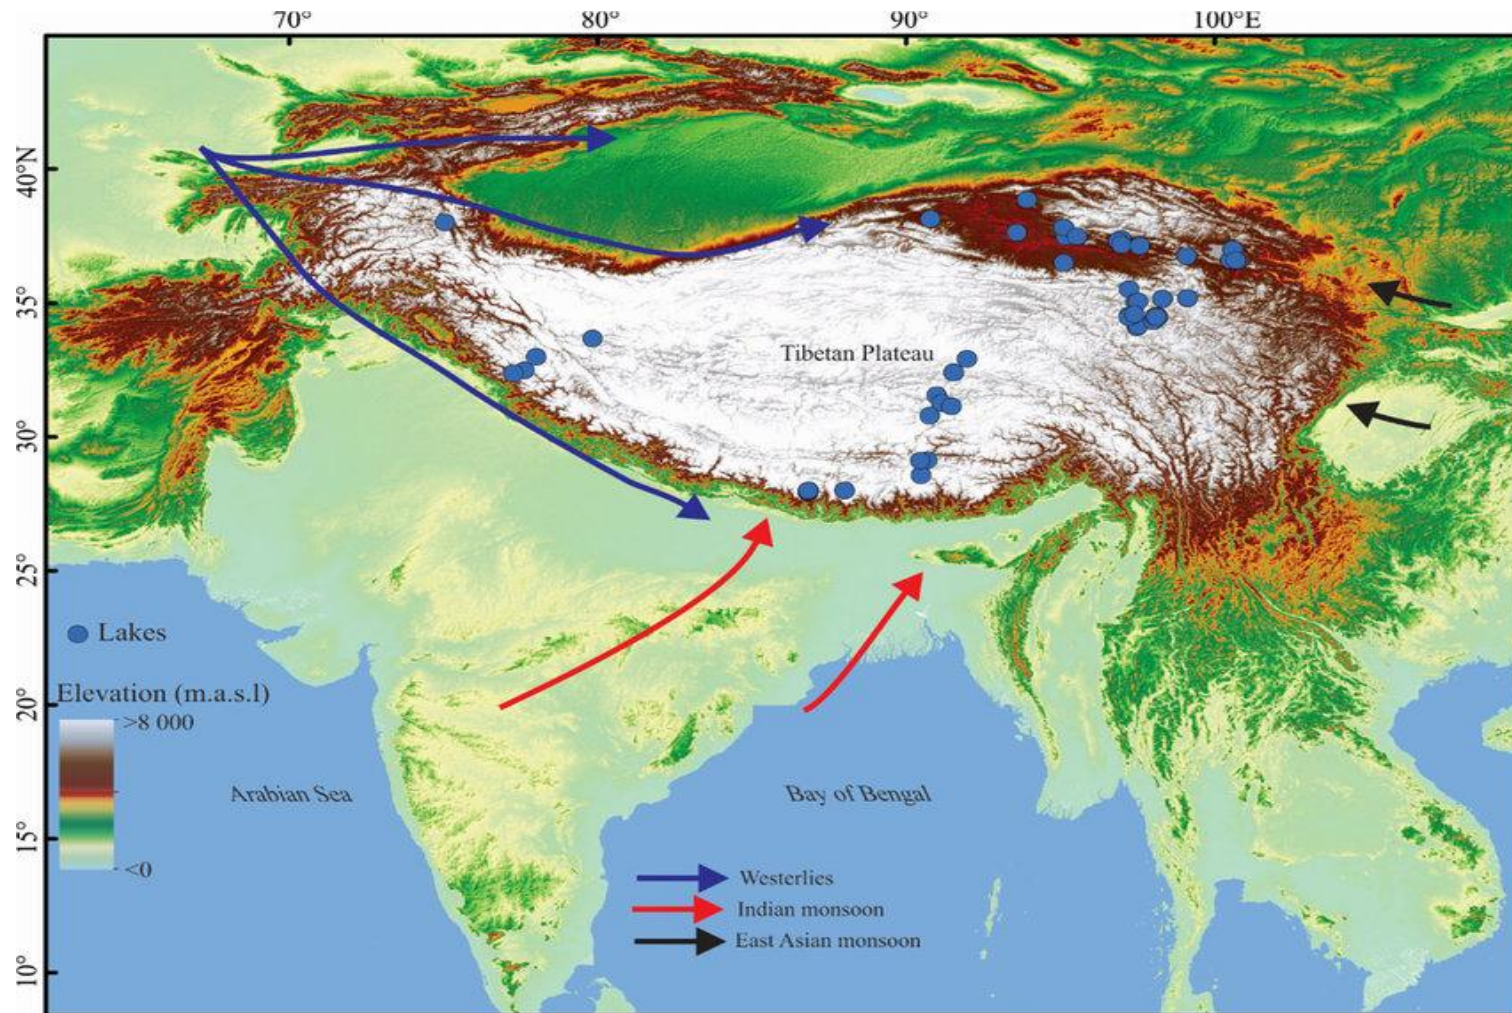 70°
80°
90°
100°E
40°N
35°
30°
25°
20°
15°
10°
Tibetan Plateau
Lakes
Elevation (m.a.s.l)
>8 000
<0
Arabian Sea
Bay of Bengal
Westerlies
Indian monsoon
East Asian monsoon